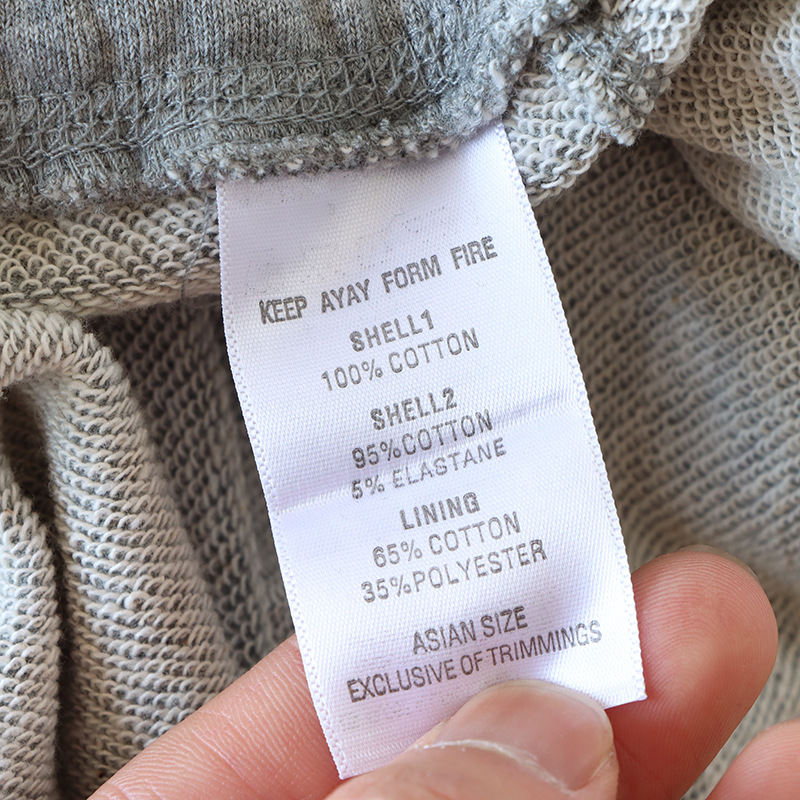 KEEP AYAY FORM FIRE
SHELL1
100% COTTON
SHELL2
95%COTTON
5% ELASTANE
LINING
65% COTTON
35%POLYESTER
ASIAN SIZE
EXCLUSIVE OF TRIMMINGS